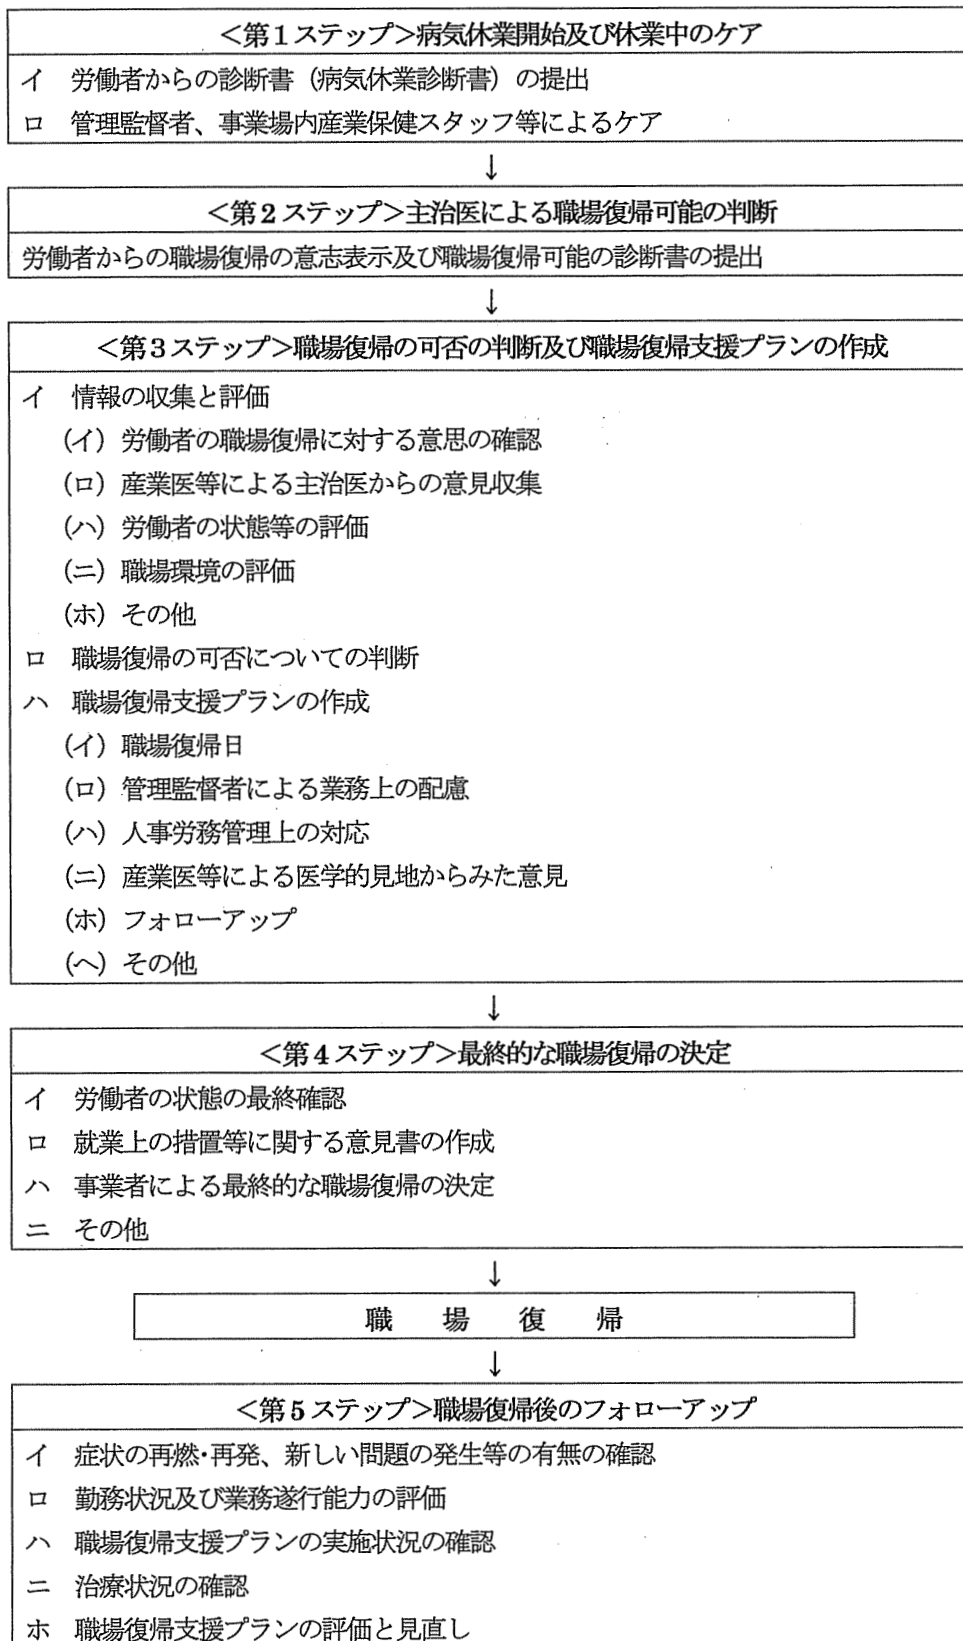 ＜第１ステップ＞病気休業開始及び休業中のケア
イ　労働者からの診断書（病気休業診断書）の提出
ロ　管理監督者、事業場内産業保健スタッフ等によるケア
↓
＜第２ステップ＞主治医による職場復帰可能の判断
労働者からの職場復帰の意志表示及び職場復帰可能の診断書の提出
↓
＜第３ステップ＞職場復帰の可否の判断及び職場復帰支援プランの作成
イ　情報の収集と評価
（イ）労働者の職場復帰に対する意思の確認
（ロ）産業医等による主治医からの意見収集
（ハ）労働者の状態等の評価
（ニ）職場環境の評価
（ホ）その他
ロ　職場復帰の可否についての判断
ハ　職場復帰支援プランの作成
（イ）職場復帰日
（ロ）管理監督者による業務上の配慮
（ハ）人事労務管理上の対応
（ニ）産業医等による医学的見地からみた意見
（ホ）フォローアップ
（ヘ）その他
↓
＜第４ステップ＞最終的な職場復帰の決定
イ　労働者の状態の最終確認
ロ　就業上の措置等に関する意見書の作成
ハ　事業者による最終的な職場復帰の決定
ニ　その他
↓
職　場　復　帰
↓
＜第５ステップ＞職場復帰後のフォローアップ
イ　症状の再燃・再発、新しい問題の発生等の有無の確認
ロ　勤務状況及び業務遂行能力の評価
ハ　職場復帰支援プランの実施状況の確認
ニ　治療状況の確認
ホ　職場復帰支援プランの評価と見直し